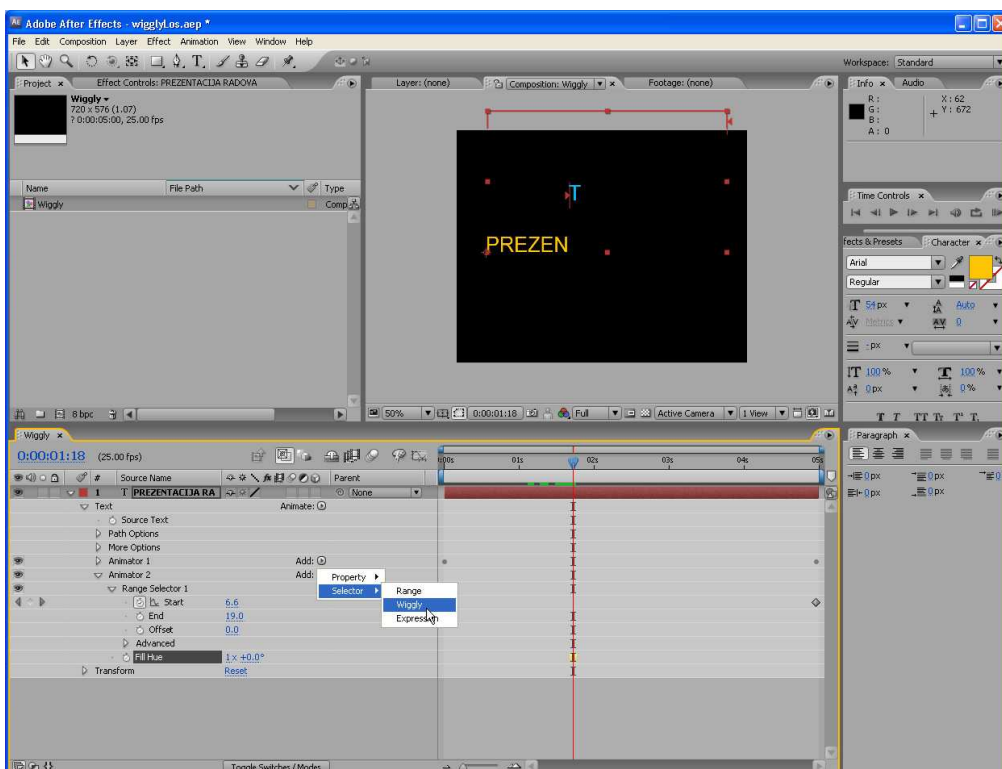 Adobe After Effects - wigglyLos.aep *
File Edit Composition Layer Effect Animation View Window Help
Workspace: Standard
Project × Effect Controls: PREZENTACIJA RADOVA
Wiggly
720 x 576 (1.07)
? 0:00:05:00, 25.00 fps
Name File Path Type
Wiggly Comp
8 bpc
Layer: (none) Composition: Wiggly × Footage: (none)
T
PREZEN
50% 0:00:01:18 Full Active Camera 1 View
Info × Audio
R: X: 62
G: Y: 672
B:
A: 0
Time Controls ×
fects & Presets Character ×
Arial
Regular
54 px Auto
Metrics 0
- px
100 % 100 %
0 px 0 %
T T TT Tt T' T,
Wiggly ×
0:00:01:18 (25.00 fps)
# Source Name Parent
1 T PREZENTACIJA RA None
Text Animate:
Source Text
Path Options
More Options
Animator 1 Add:
Animator 2 Add:
Range Selector 1
Start 6.6
End 19.0
Offset 0.0
Advanced
Fill Hue 1 x +0.0°
Transform Reset
Toggle Switches / Modes
Property
Selector
Range
Wiggly
Expression
01s 02s 03s 04s 05s
Paragraph ×
0 px 0 px 0
0 px 0 px